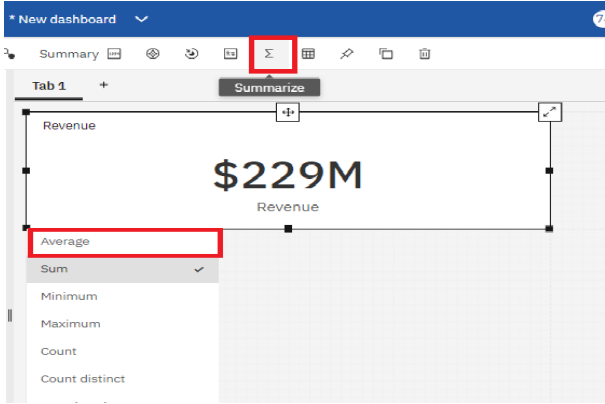 * New dashboard
Summary
Σ
Tab 1 +
Summarize
Revenue
$229M
Revenue
Average
Sum
Minimum
Maximum
Count
Count distinct